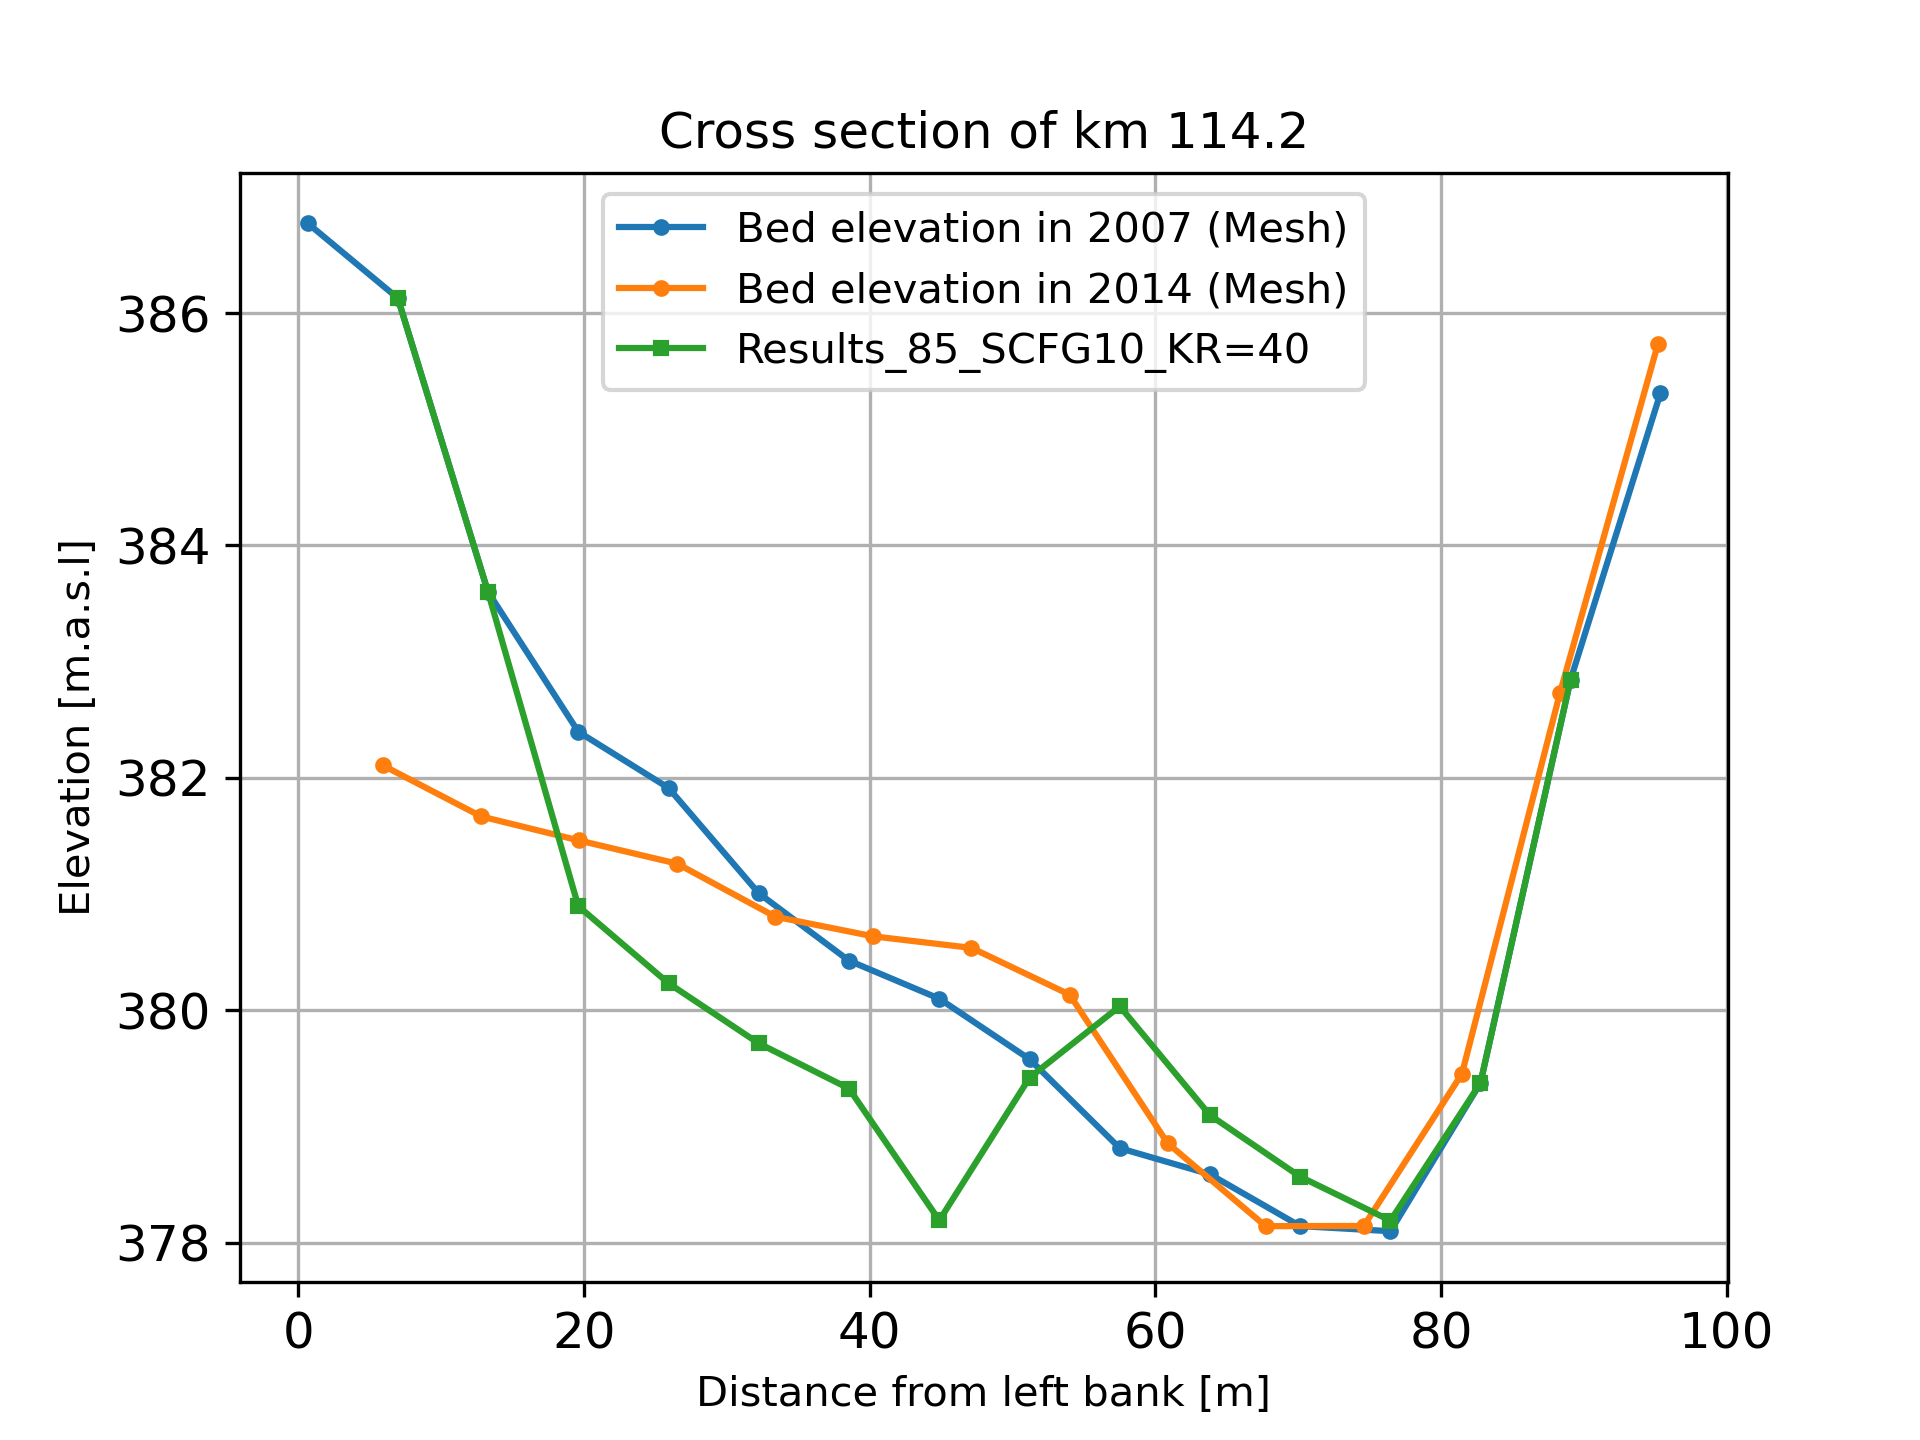 Cross section of km 114.2
Bed elevation in 2007 (Mesh)
Bed elevation in 2014 (Mesh)
Results_85_SCFG10_KR=40
386
384
382
380
378
Elevation [m.a.s.l]
0 20 40 60 80 100
Distance from left bank [m]